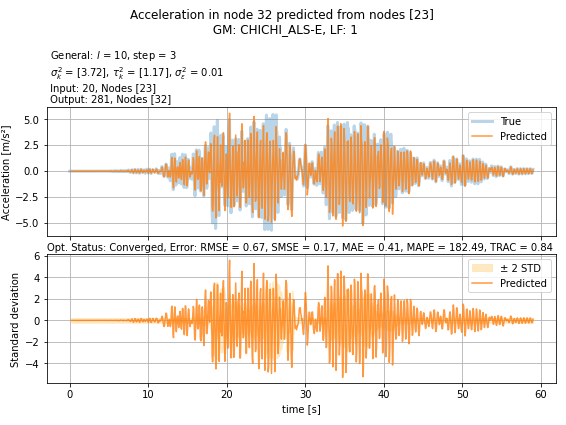 Acceleration in node 32 predicted from nodes [23]
GM: CHICHI_ALS-E, LF: 1
General: l = 10, step = 3
σ²ₖ = [3.72], τ²ₖ = [1.17], σ²ε = 0.01
Input: 20, Nodes [23]
Output: 281, Nodes [32]
Acceleration [m/s²]
5.0
2.5
0.0
−2.5
−5.0
True
Predicted
Opt. Status: Converged, Error: RMSE = 0.67, SMSE = 0.17, MAE = 0.41, MAPE = 182.49, TRAC = 0.84
Standard deviation
6
4
2
0
−2
−4
± 2 STD
Predicted
0 10 20 30 40 50 60
time [s]